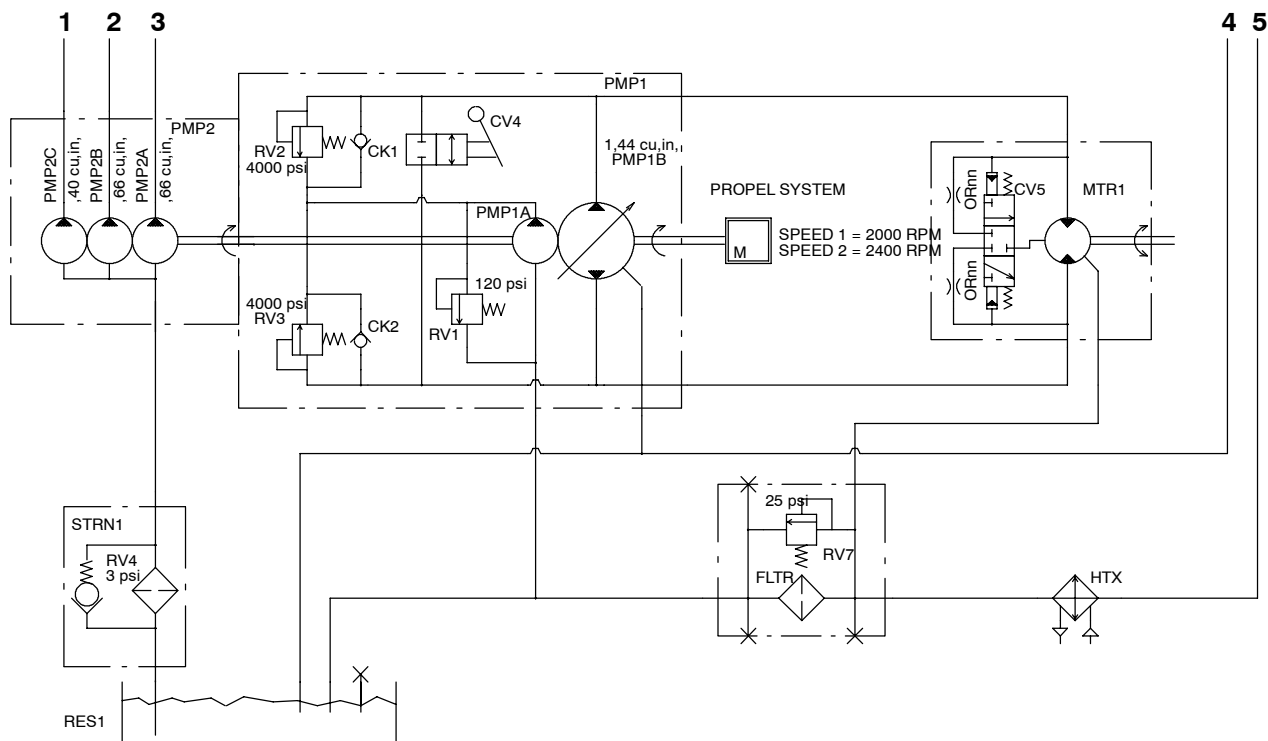 1 2 3
4 5
PMP1
PMP2
PMP2C
,40 cu,in,
PMP2B
,66 cu,in,
PMP2A
,66 cu,in,
RV2
4000 psi
CK1
CV4
1,44 cu,in,
PMP1B
PMP1A
PROPEL SYSTEM
M
SPEED 1 = 2000 RPM
SPEED 2 = 2400 RPM
ORnn
CV5
MTR1
ORnn
4000 psi
RV3
CK2
120 psi
RV1
STRN1
RV4
3 psi
25 psi
RV7
FLTR
HTX
RES1